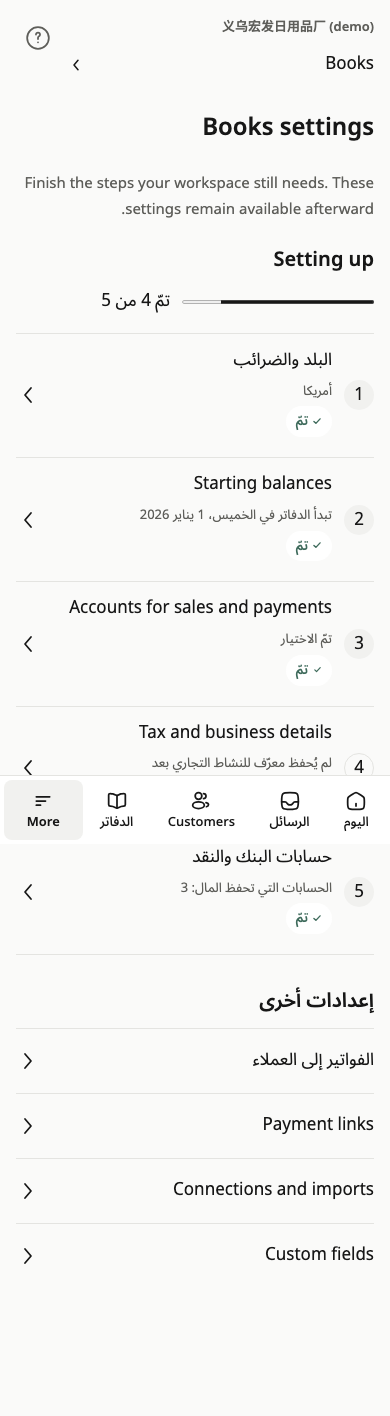 义乌宏发日用品厂 (demo)
Books
Books settings
Finish the steps your workspace still needs. These
settings remain available afterward.
Setting up
تمّ 4 من 5
1
البلد والضرائب
أمريكا
تمّ
2
Starting balances
تبدأ الدفاتر في الخميس، 1 يناير 2026
تمّ
3
Accounts for sales and payments
تمّ الاختيار
تمّ
4
Tax and business details
لم يُحفظ معرّف للنشاط التجاري بعد
اليوم
الرسائل
Customers
الدفاتر
More
5
حسابات البنك والنقد
الحسابات التي تحفظ المال: 3
تمّ
إعدادات أخرى
الفواتير إلى العملاء
Payment links
Connections and imports
Custom fields